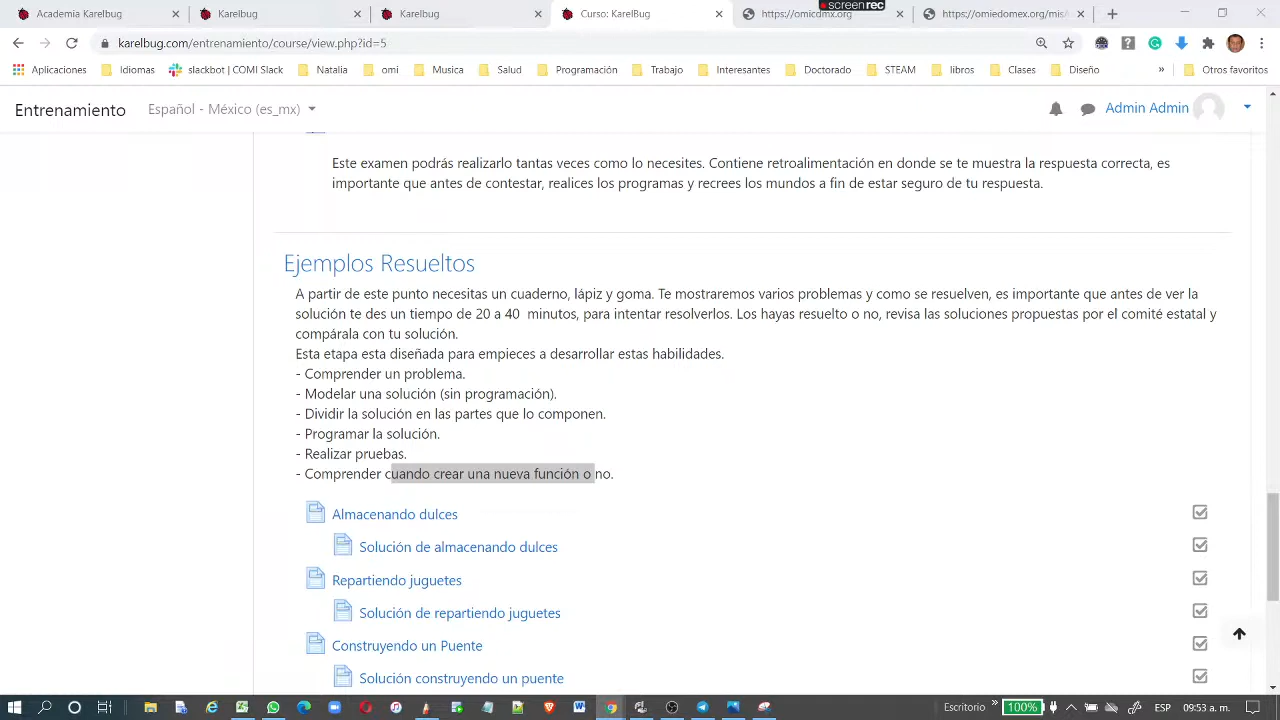 screenrec
Academia Karelbug
Karelbug
Karelbug
Curso: KarelBug
https://omicdmx.org
https://omiedomex.org/mis
karelbug.com/entrenamiento/course/view.php?id=5
Aplicaciones Idiomas slackbot | COMI Slack Natalia omi Musica Salud Programación Trabajo Interesantes Doctorado STEAM libros Clases Diseño » Otros favoritos
Entrenamiento Español - México (es_mx) Admin Admin
Este examen podrás realizarlo tantas veces como lo necesites. Contiene retroalimentación en donde se te muestra la respuesta correcta, es
importante que antes de contestar, realices los programas y recrees los mundos a fin de estar seguro de tu respuesta.
Ejemplos Resueltos
A partir de este punto necesitas un cuaderno, lápiz y goma. Te mostraremos varios problemas y como se resuelven, es importante que antes de ver la
solución te des un tiempo de 20 a 40 minutos, para intentar resolverlos. Los hayas resuelto o no, revisa las soluciones propuestas por el comité estatal y
compárala con tu solución.
Esta etapa esta diseñada para empieces a desarrollar estas habilidades.
- Comprender un problema.
- Modelar una solución (sin programación).
- Dividir la solución en las partes que lo componen.
- Programar la solución.
- Realizar pruebas.
- Comprender cuando crear una nueva función o no.
Almacenando dulces
Solución de almacenando dulces
Repartiendo juguetes
Solución de repartiendo juguetes
Construyendo un Puente
Solución construyendo un puente
Escritorio » 100% ESP 09:53 a. m.